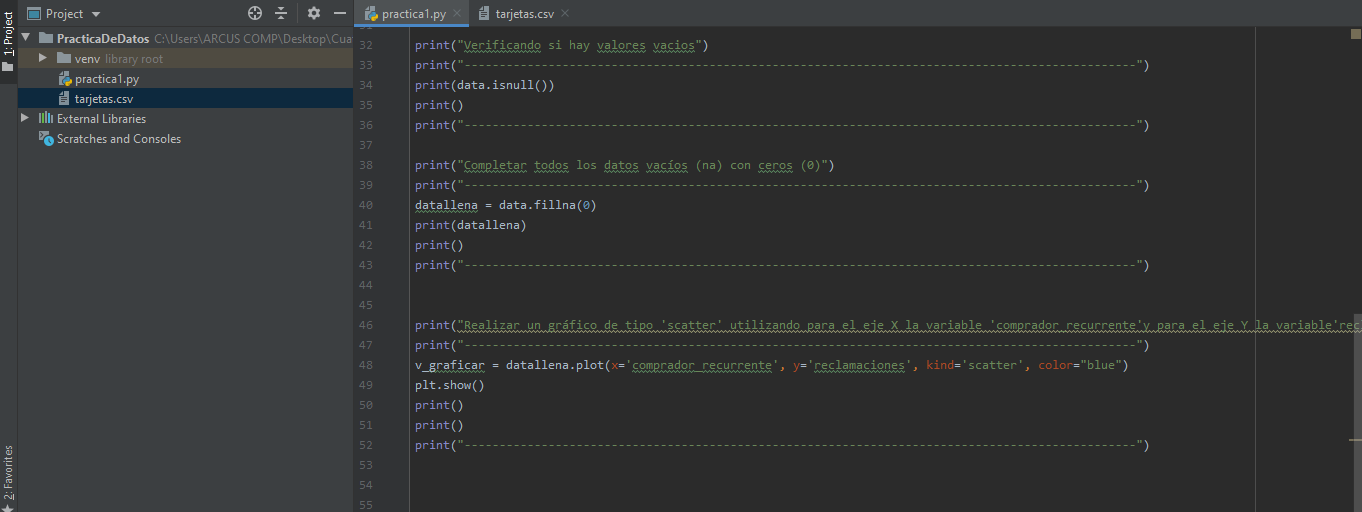 1: Project
Project
PracticaDeDatos C:\Users\ARCUS COMP\Desktop\Cua
venv library root
practica1.py
tarjetas.csv
External Libraries
Scratches and Consoles
2: Favorites
practica1.py
tarjetas.csv
32 print("Verificando si hay valores vacios")
33 print("------------------------------------------------------------------------------------------------")
34 print(data.isnull())
35 print()
36 print("------------------------------------------------------------------------------------------------")
37
38 print("Completar todos los datos vacíos (na) con ceros (0)")
39 print("------------------------------------------------------------------------------------------------")
40 datallena = data.fillna(0)
41 print(datallena)
42 print()
43 print("------------------------------------------------------------------------------------------------")
44
45
46 print("Realizar un gráfico de tipo 'scatter' utilizando para el eje X la variable 'comprador_recurrente'y para el eje Y la variable'rec
47 print("------------------------------------------------------------------------------------------------")
48 v_graficar = datallena.plot(x='comprador_recurrente', y='reclamaciones', kind='scatter', color="blue")
49 plt.show()
50 print()
51 print()
52 print("------------------------------------------------------------------------------------------------")
53
54
55